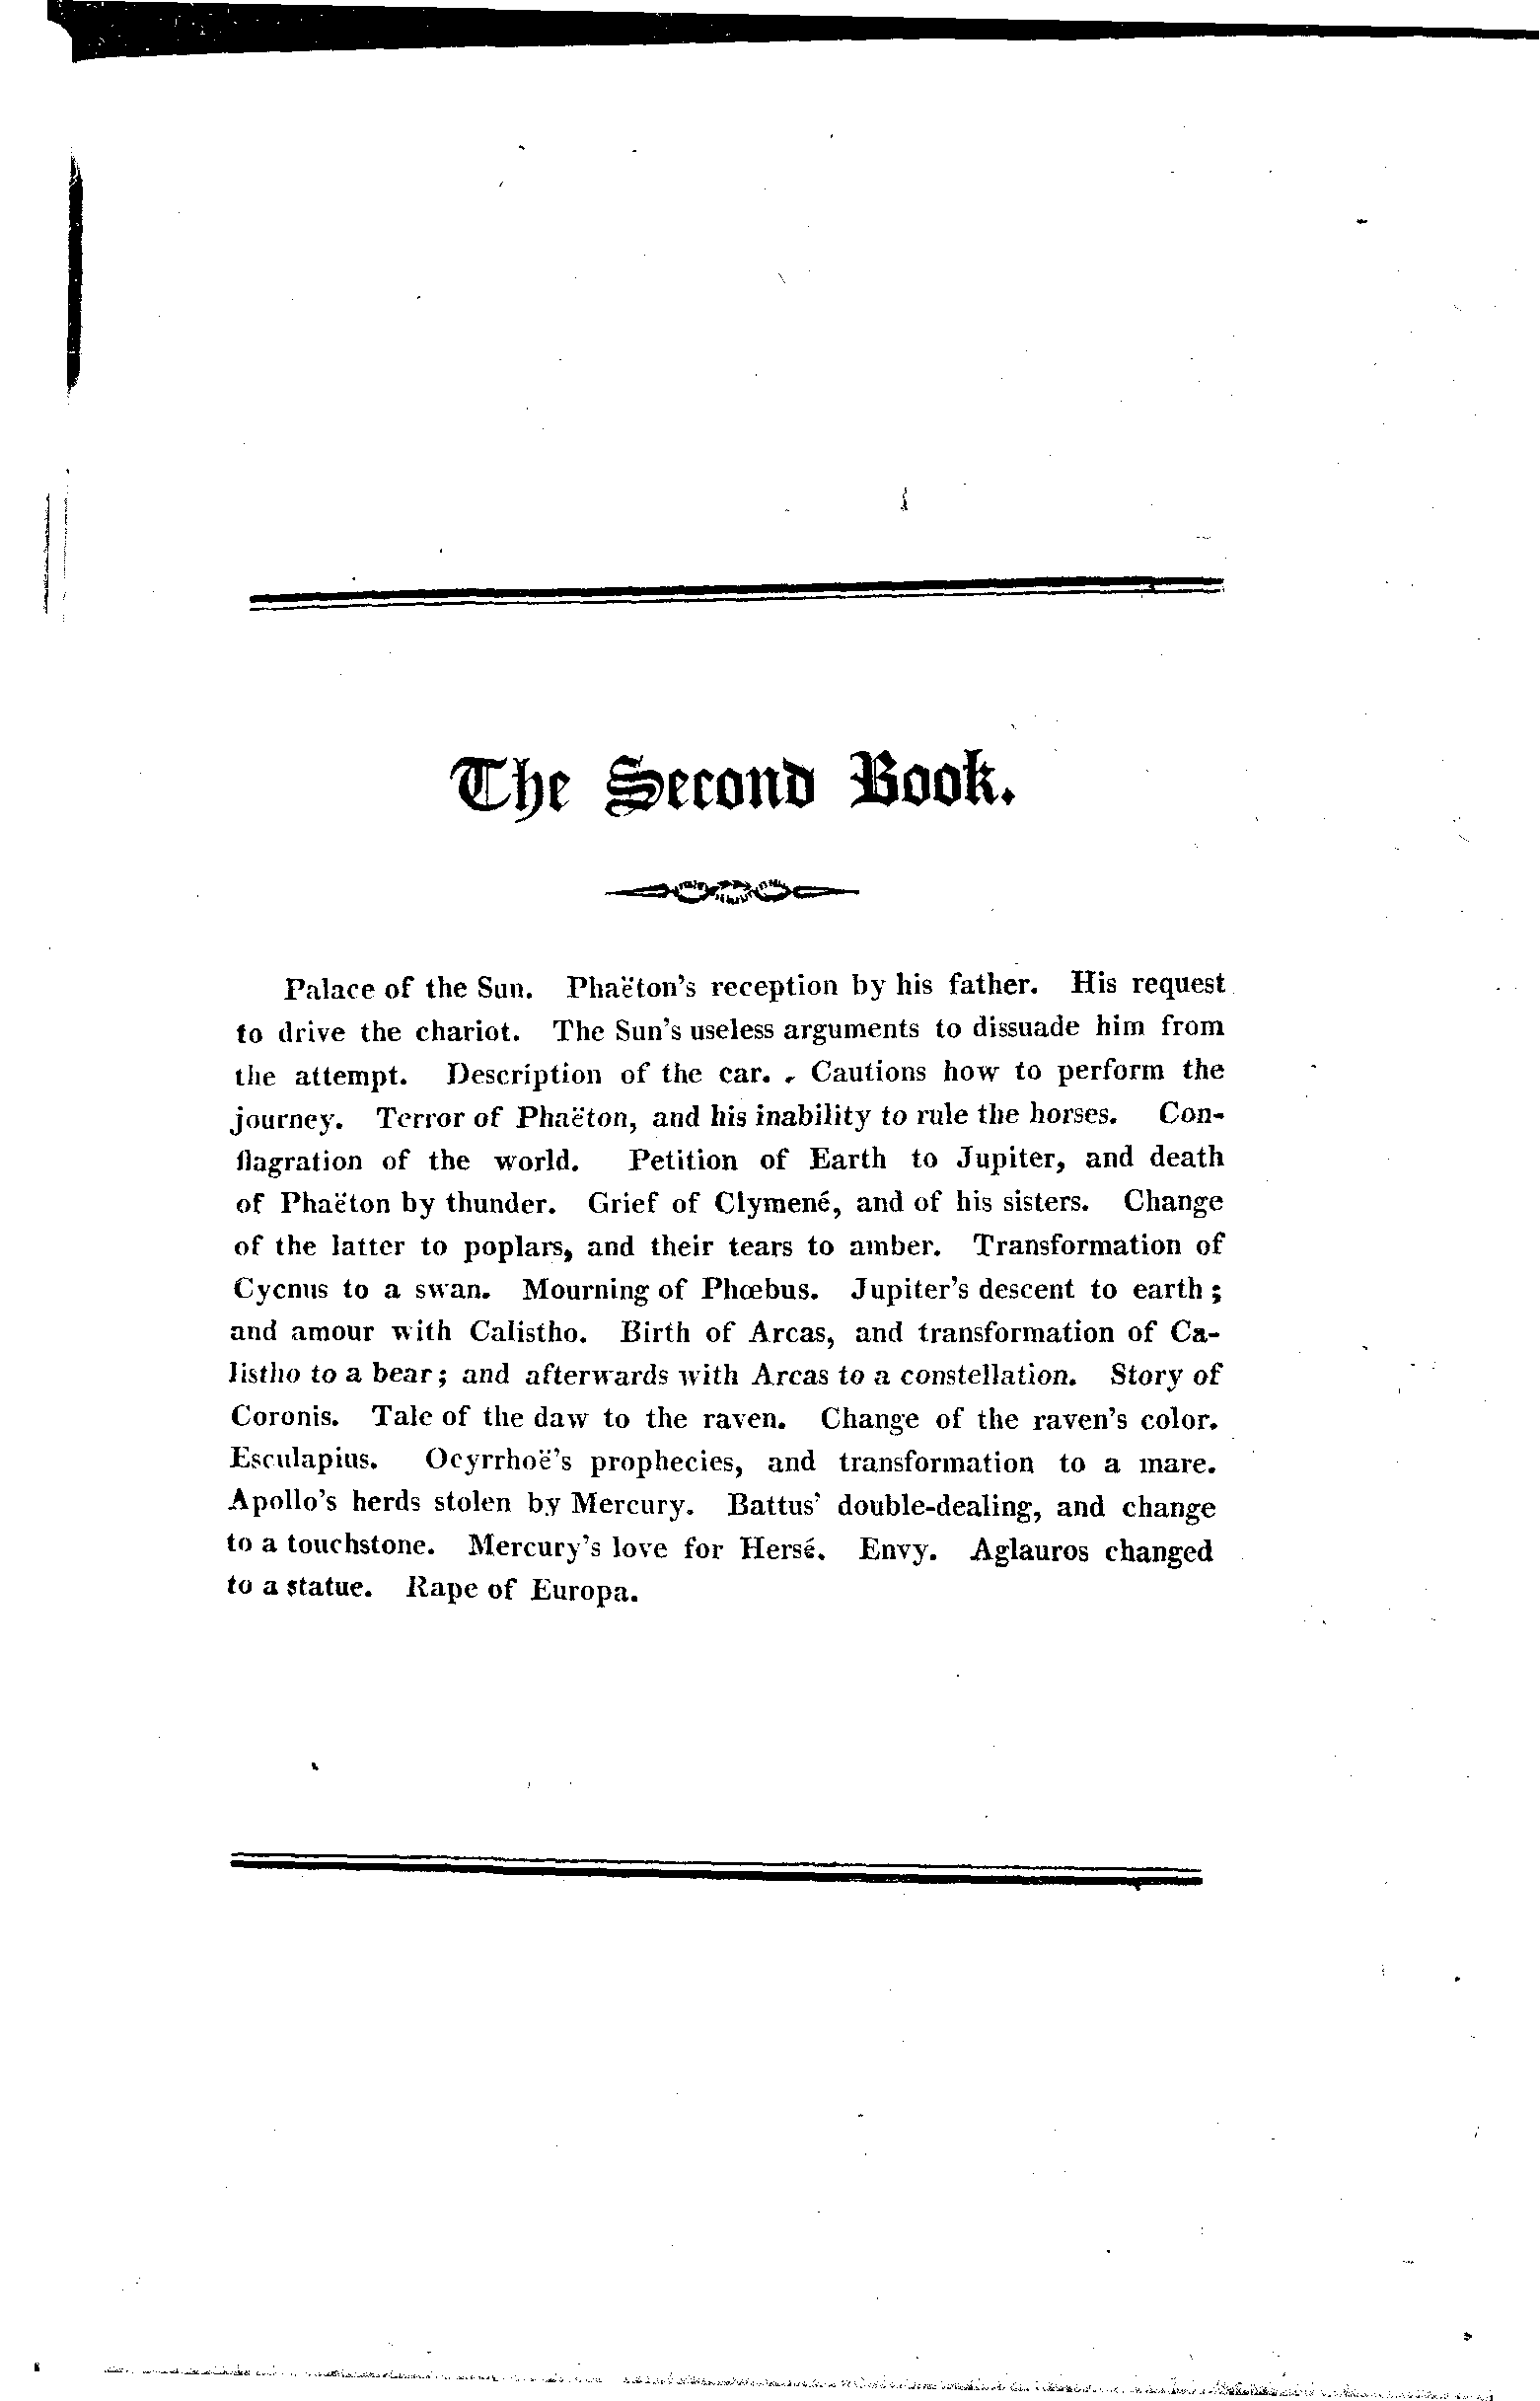 The Second Book.
Palace of the Sun. Phaëton's reception by his father. His request
to drive the chariot. The Sun's useless arguments to dissuade him from
the attempt. Description of the car. Cautions how to perform the
journey. Terror of Phaëton, and his inability to rule the horses. Con-
flagration of the world. Petition of Earth to Jupiter, and death
of Phaëton by thunder. Grief of Clymené, and of his sisters. Change
of the latter to poplars, and their tears to amber. Transformation of
Cycnus to a swan. Mourning of Phœbus. Jupiter's descent to earth;
and amour with Calistho. Birth of Arcas, and transformation of Ca-
listho to a bear; and afterwards with Arcas to a constellation. Story of
Coronis. Tale of the daw to the raven. Change of the raven's color.
Esculapius. Ocyrrhoë's prophecies, and transformation to a mare.
Apollo's herds stolen by Mercury. Battus' double-dealing, and change
to a touchstone. Mercury's love for Hersé. Envy. Aglauros changed
to a statue. Rape of Europa.